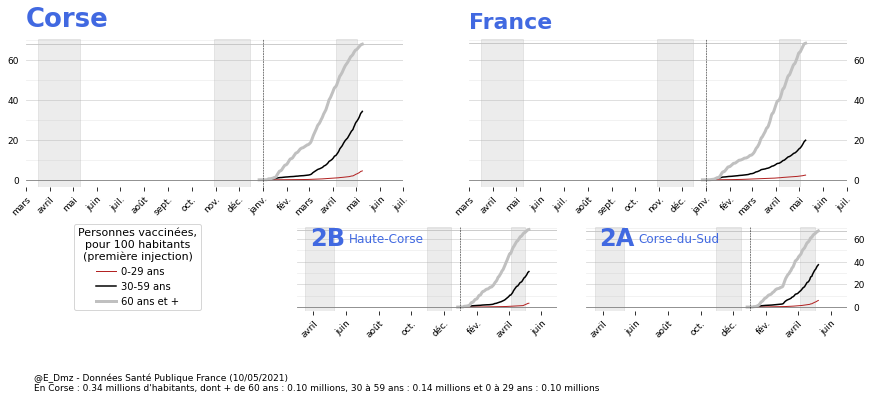 Corse
France
60
40
20
0
60
40
20
0
mars avril mai juin juil. août sept. oct. nov. déc. janv. fév. mars avril mai juin juil.
mars avril mai juin juil. août sept. oct. nov. déc. janv. fév. mars avril mai juin juil.
Personnes vaccinées,
pour 100 habitants
(première injection)
0-29 ans
30-59 ans
60 ans et +
2B Haute-Corse
2A Corse-du-Sud
60
40
20
0
avril juin août oct. déc. fév. avril juin
avril juin août oct. déc. fév. avril juin
@E_Dmz - Données Santé Publique France (10/05/2021)
En Corse : 0.34 millions d'habitants, dont + de 60 ans : 0.10 millions, 30 à 59 ans : 0.14 millions et 0 à 29 ans : 0.10 millions